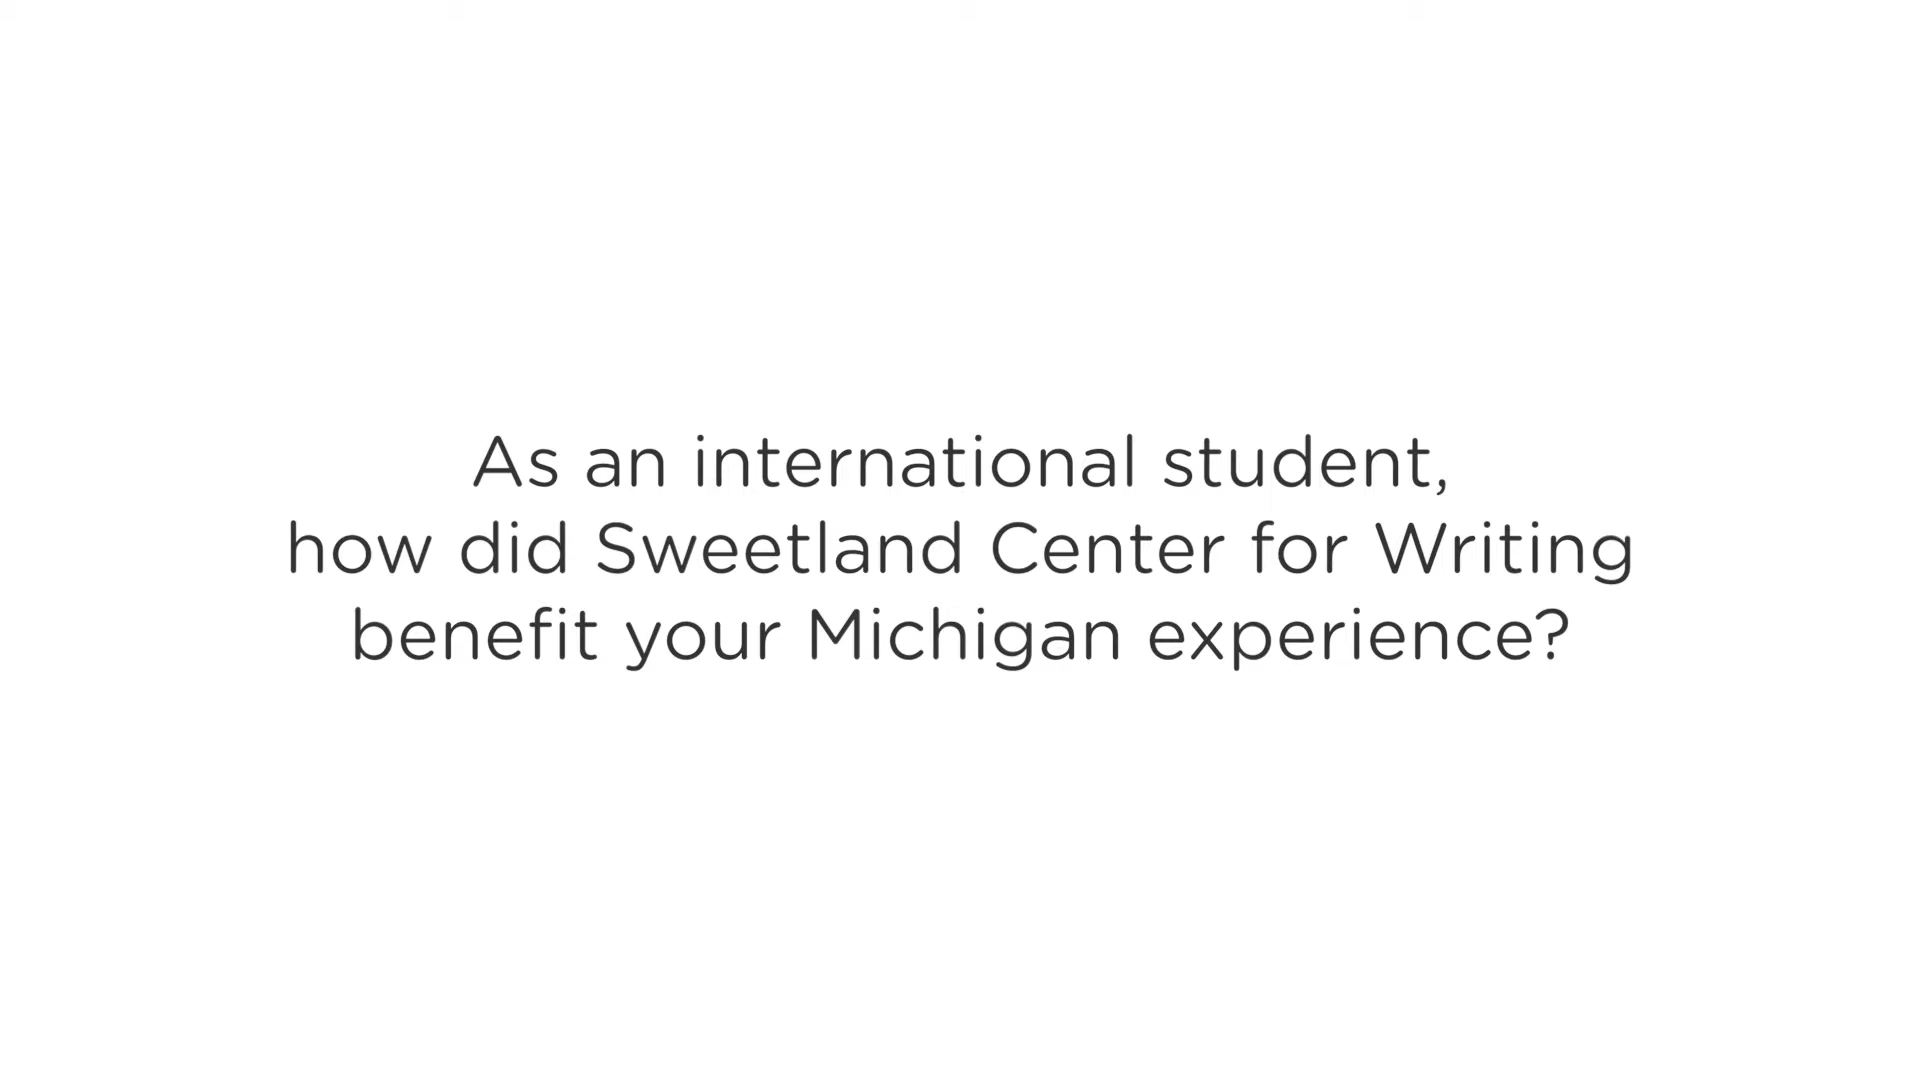 As an international student,
how did Sweetland Center for Writing
benefit your Michigan experience?